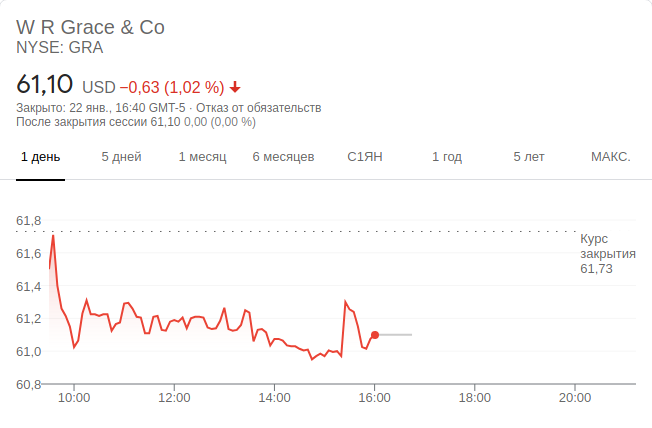 W R Grace & Co
NYSE: GRA
61,10 USD −0,63 (1,02 %)
Закрыто: 22 янв., 16:40 GMT-5 · Отказ от обязательств
После закрытия сессии 61,10 0,00 (0,00 %)
1 день 5 дней 1 месяц 6 месяцев С1ЯН 1 год 5 лет МАКС.
61,8
Курс
закрытия
61,73
61,6
61,4
61,2
61,0
60,8
10:00 12:00 14:00 16:00 18:00 20:00